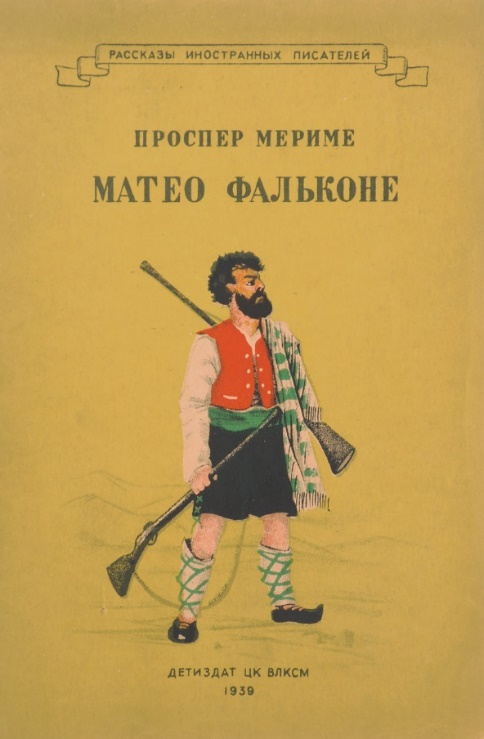 РАССКАЗЫ ИНОСТРАННЫХ ПИСАТЕЛЕЙ
ПРОСПЕР МЕРИМЕ
МАТЕО ФАЛЬКОНЕ
ДЕТИЗДАТ ЦК ВЛКСМ
1939